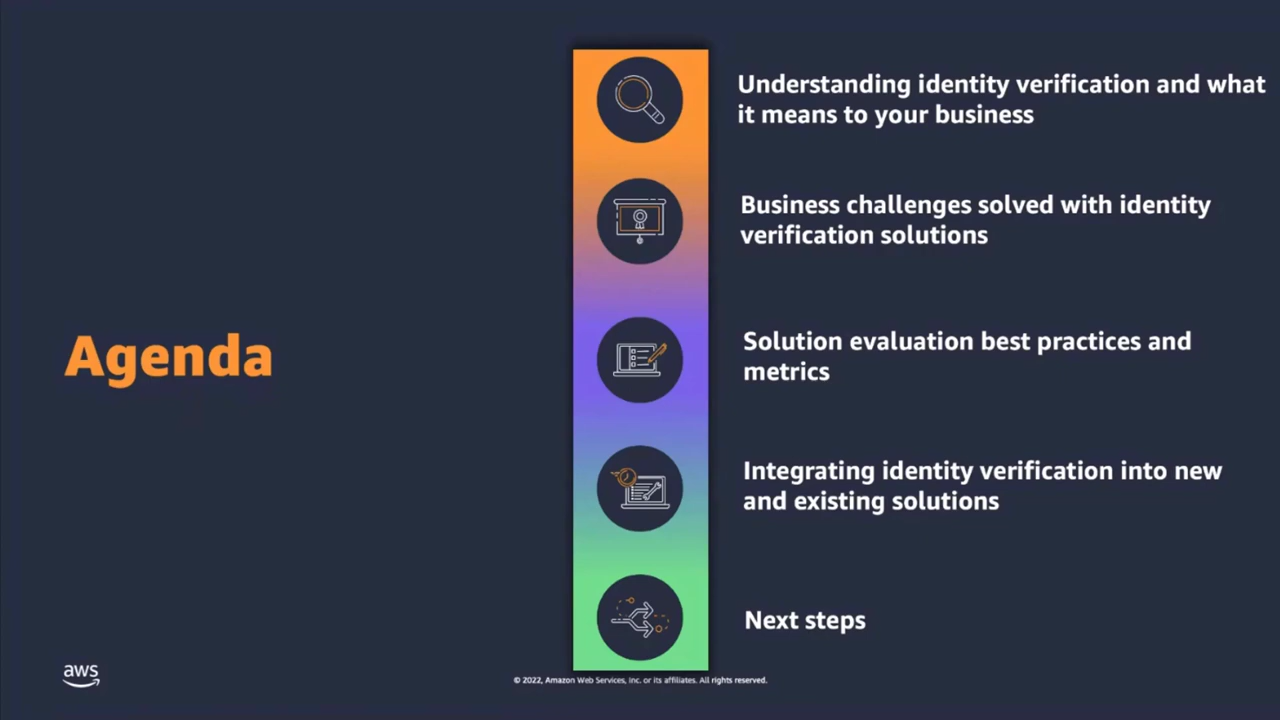 Agenda
Understanding identity verification and what
it means to your business
Business challenges solved with identity
verification solutions
Solution evaluation best practices and
metrics
Integrating identity verification into new
and existing solutions
Next steps
aws
© 2022, Amazon Web Services, Inc. or its affiliates. All rights reserved.